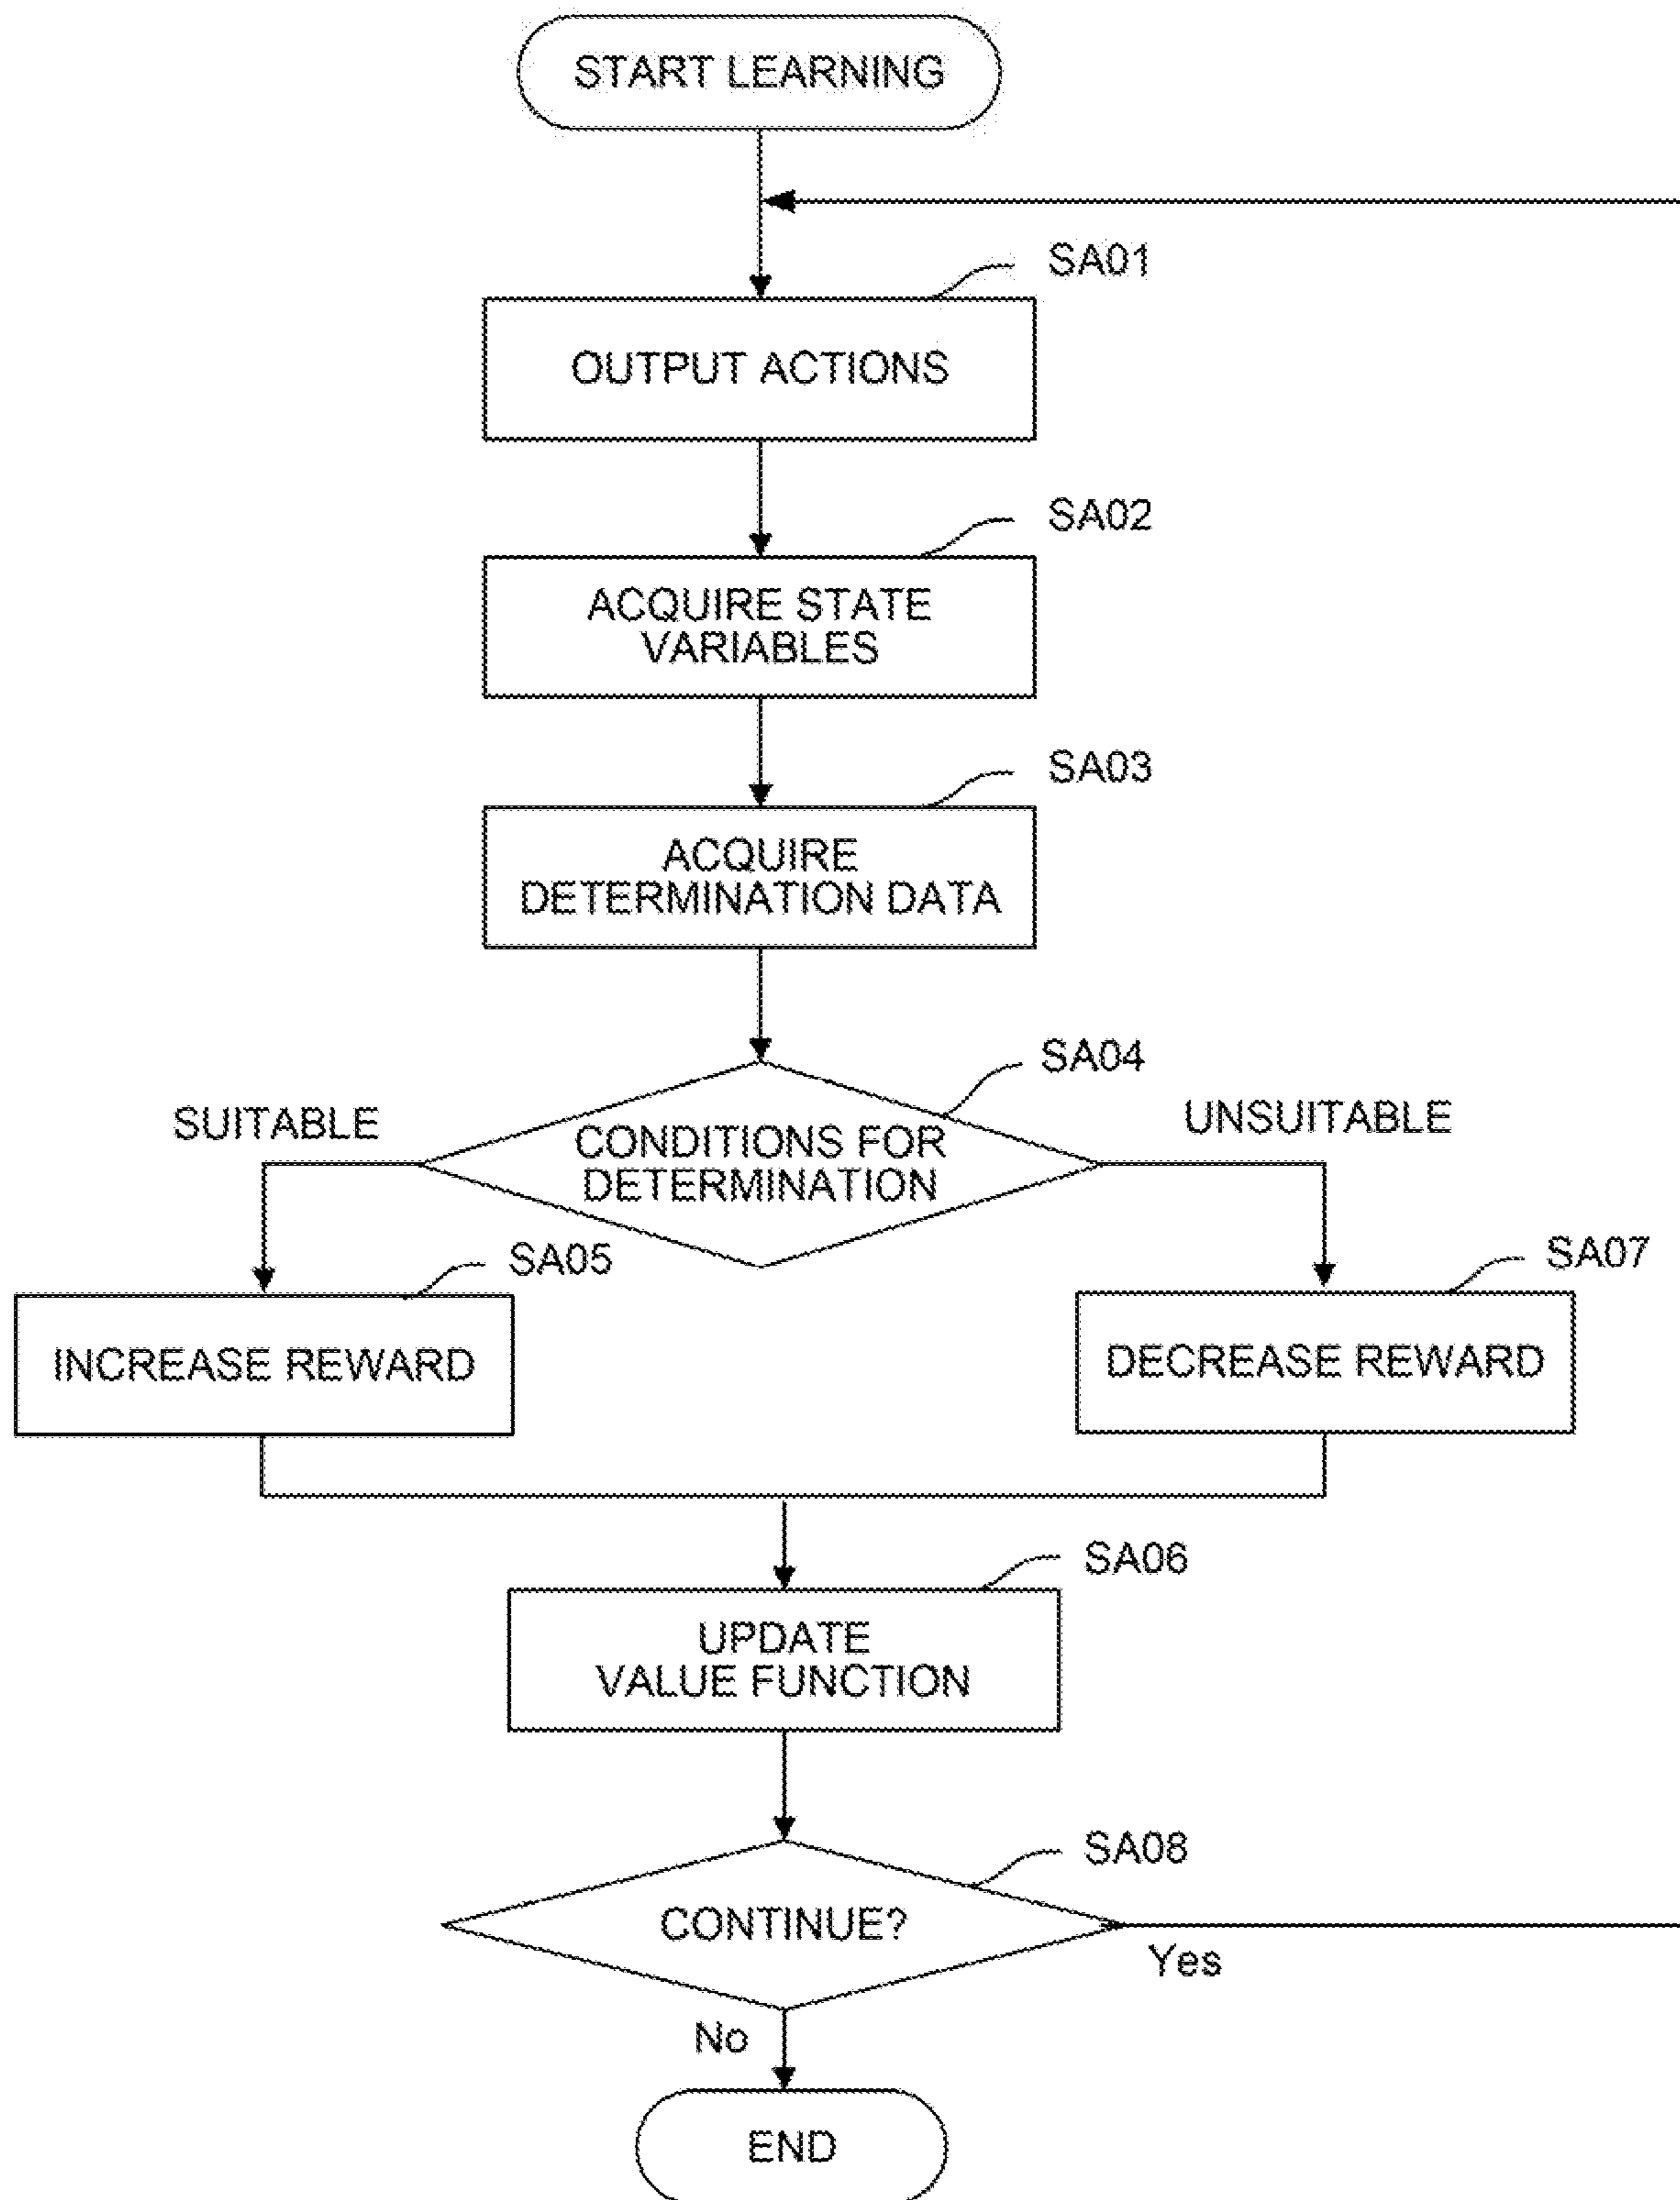 START LEARNING
SA01
OUTPUT ACTIONS
SA02
ACQUIRE STATE
VARIABLES
SA03
ACQUIRE
DETERMINATION DATA
SA04
SUITABLE
UNSUITABLE
CONDITIONS FOR
DETERMINATION
SA05
SA07
INCREASE REWARD
DECREASE REWARD
SA06
UPDATE
VALUE FUNCTION
SA08
CONTINUE?
Yes
No
END